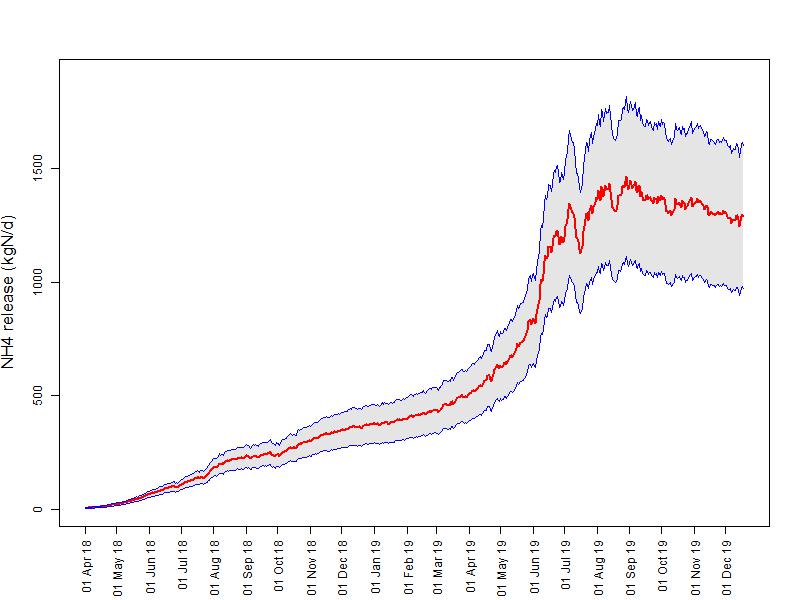 NH4 release (kgN/d)
1500
1000
500
0
01 Apr 18
01 May 18
01 Jun 18
01 Jul 18
01 Aug 18
01 Sep 18
01 Oct 18
01 Nov 18
01 Dec 18
01 Jan 19
01 Feb 19
01 Mar 19
01 Apr 19
01 May 19
01 Jun 19
01 Jul 19
01 Aug 19
01 Sep 19
01 Oct 19
01 Nov 19
01 Dec 19